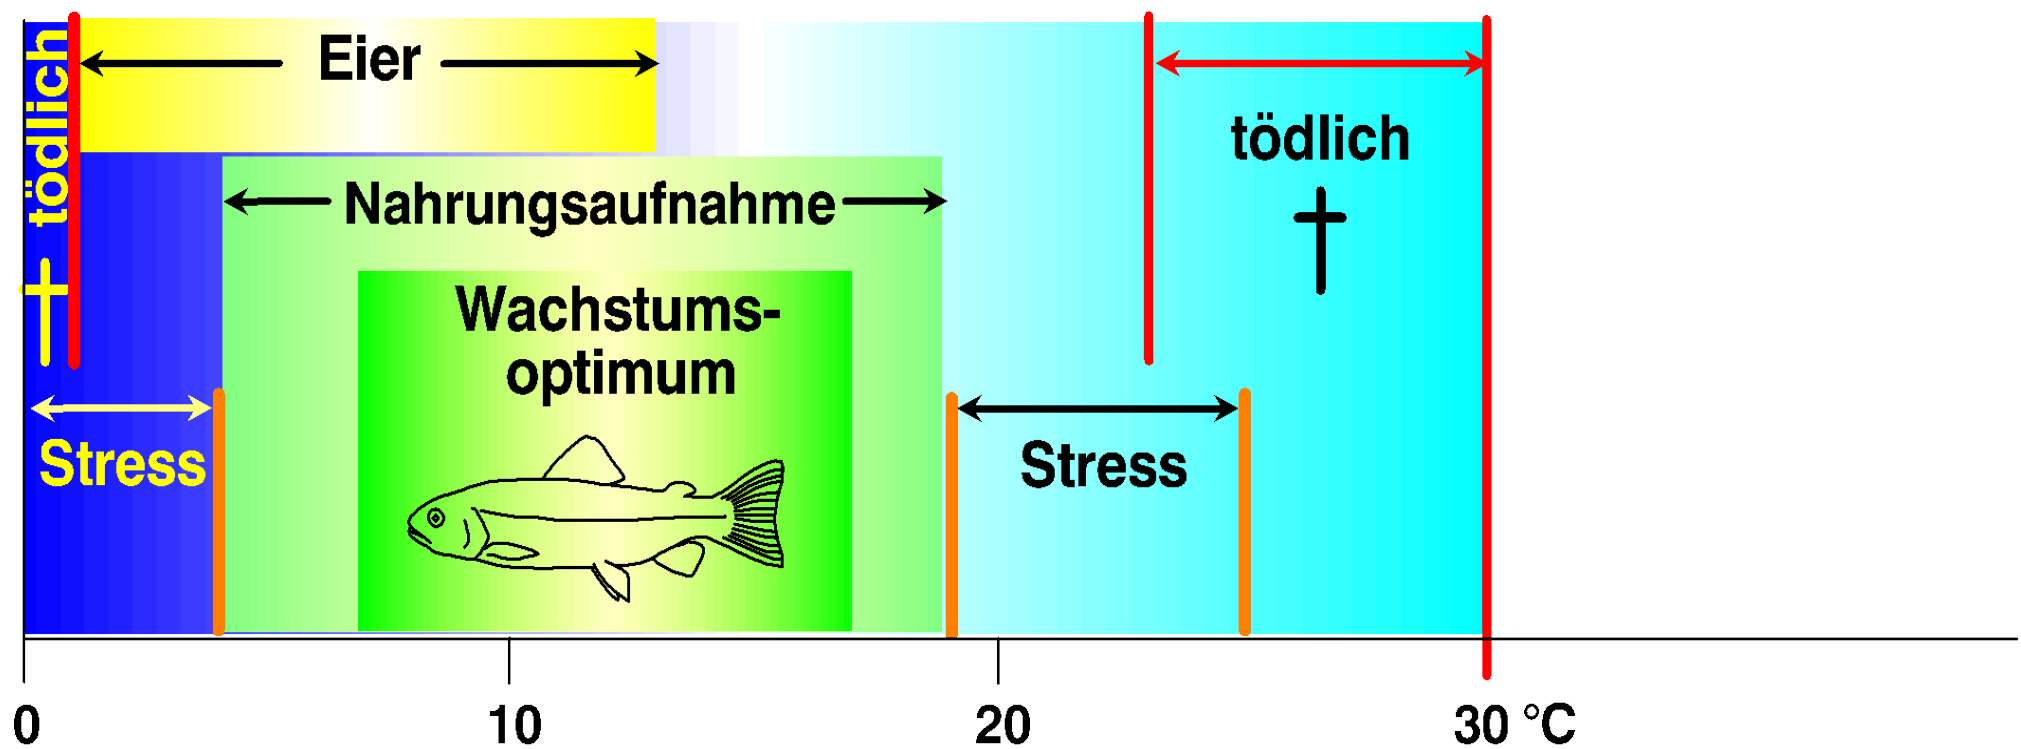 tödlich
Eier
tödlich
Nahrungsaufnahme
Wachstums-
optimum
Stress
Stress
0 10 20 30 °C